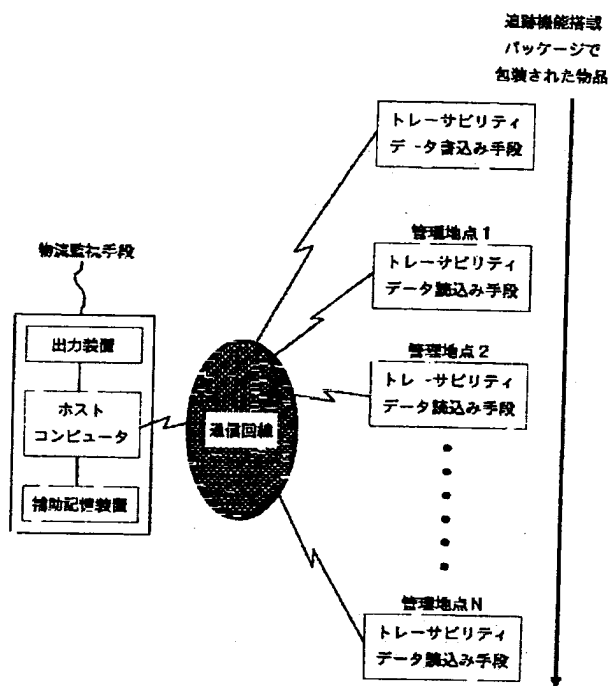 追跡機能搭載
パッケージで
包装された物品
トレーサビリティ
データ書込み手段
管理地点1
トレーサビリティ
データ読込み手段
物流監視手段
出力装置
ホスト
コンピュータ
補助記憶装置
通信回線
管理地点2
トレーサビリティ
データ読込み手段
管理地点N
トレーサビリティ
データ読込み手段